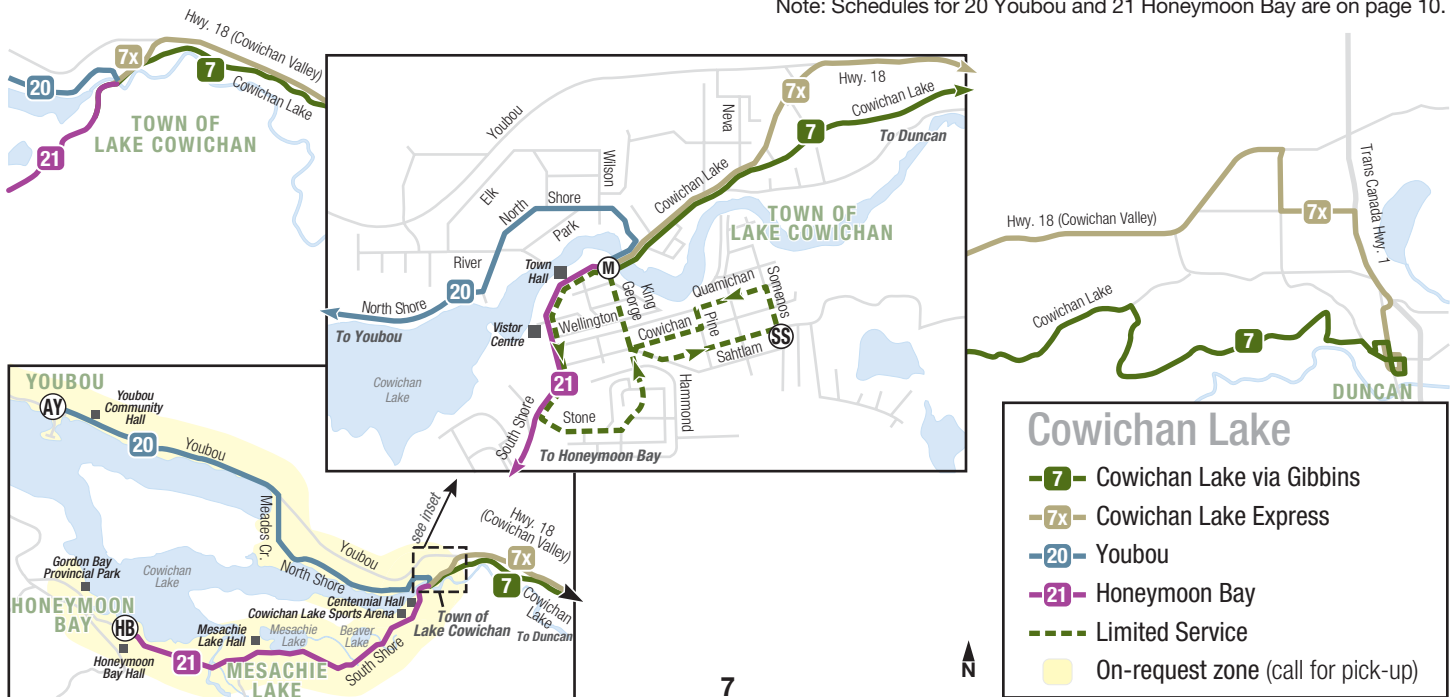 Note: Schedules for 20 Youbou and 21 Honeymoon Bay are on page 10.
Hwy. 18 (Cowichan Valley)
7x
7
Cowichan Lake
20
21
TOWN OF
LAKE COWICHAN
Hwy. 18
7x
Cowichan Lake
7
To Duncan
Neva
Youbou
Wilson
Elk
North
Shore
Park
Cowichan Lake
TOWN OF
LAKE COWICHAN
River
Town
Hall
M
20
North Shore
To Youbou
Vistor
Centre
King
George
Quamichan
Somenos
Wellington
Cowichan
Pine
Sahtlam
SS
Cowichan
Lake
21
Hammond
Stone
South Shore
To Honeymoon Bay
Hwy. 18 (Cowichan Valley)
7x
Trans Canada Hwy. 1
Cowichan Lake
7
DUNCAN
YOUBOU
AY
Youbou
Community
Hall
20
Youbou
Meades Cr.
see inset
Youbou
North Shore
Hwy. 18
(Cowichan Valley)
7x
7
Cowichan
Lake
To Duncan
Gordon Bay
Provincial Park
Cowichan
Lake
Centennial Hall
Cowichan Lake Sports Arena
Town of
Lake Cowichan
HONEYMOON
BAY
HB
Mesachie
Lake Hall
Mesachie
Lake
Beaver
Lake
South Shore
Honeymoon
Bay Hall
21
MESACHIE
LAKE
N
7
Cowichan Lake
7 Cowichan Lake via Gibbins
7x Cowichan Lake Express
20 Youbou
21 Honeymoon Bay
Limited Service
On-request zone (call for pick-up)